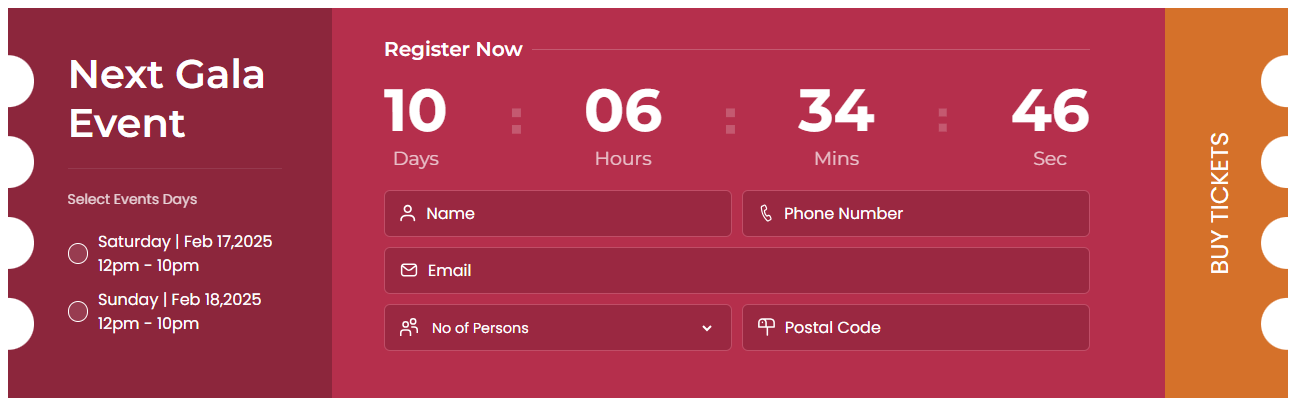 Next Gala
Event
Select Events Days
Saturday | Feb 17,2025
12pm - 10pm
Sunday | Feb 18,2025
12pm - 10pm
Register Now
10 : 06 : 34 : 46
Days Hours Mins Sec
Name Phone Number
Email
No of Persons Postal Code
BUY TICKETS